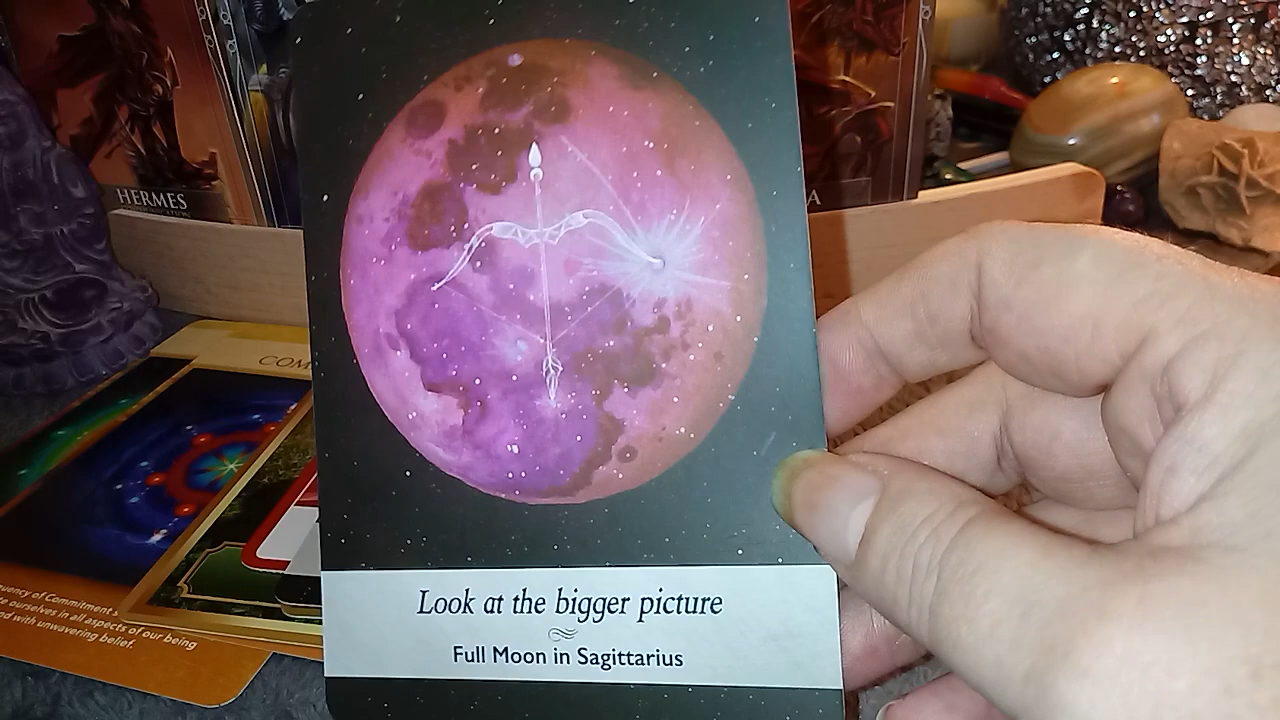 HERMES
A
COM
Look at the bigger picture
Full Moon in Sagittarius
uency of Commitment
e ourselves in all aspects of our being
nd with unwavering belief.